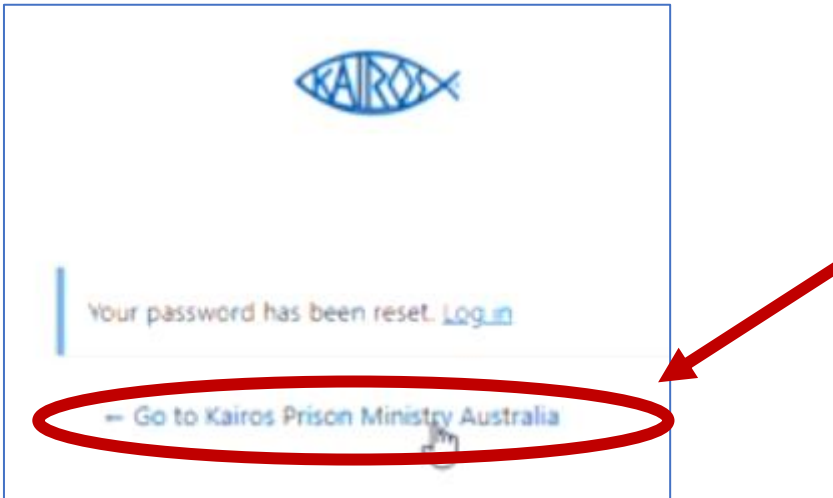 KAIROS
Your password has been reset. Log in
← Go to Kairos Prison Ministry Australia